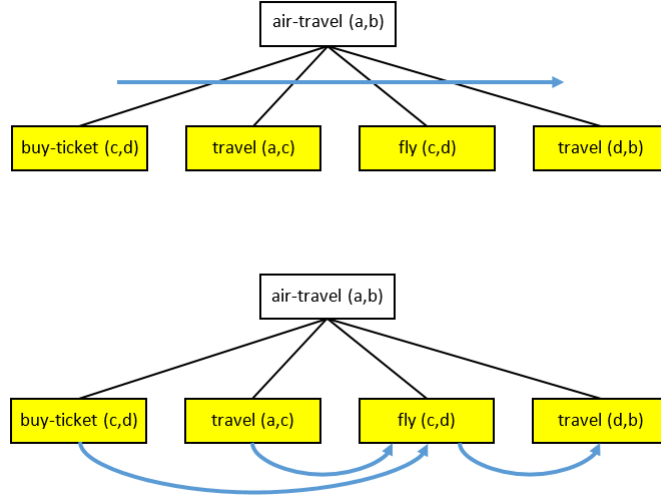 air-travel (a,b)
buy-ticket (c,d) travel (a,c) fly (c,d) travel (d,b)
air-travel (a,b)
buy-ticket (c,d) travel (a,c) fly (c,d) travel (d,b)